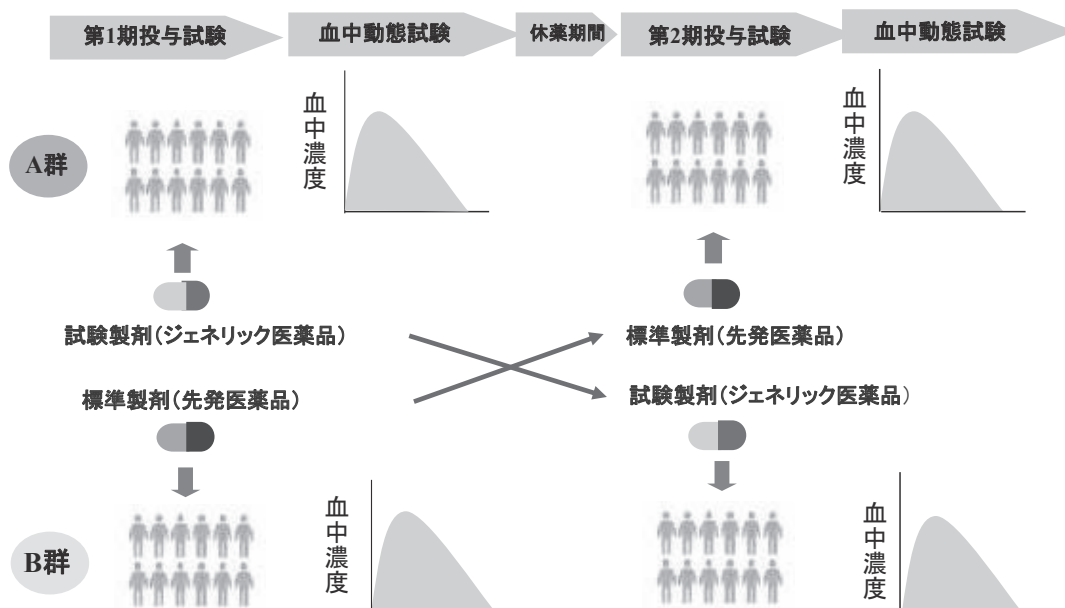 第1期投与試験
血中動態試験
休薬期間
第2期投与試験
血中動態試験
A群
血中濃度
血中濃度
試験製剤(ジェネリック医薬品)
標準製剤(先発医薬品)
標準製剤(先発医薬品)
試験製剤(ジェネリック医薬品)
B群
血中濃度
血中濃度